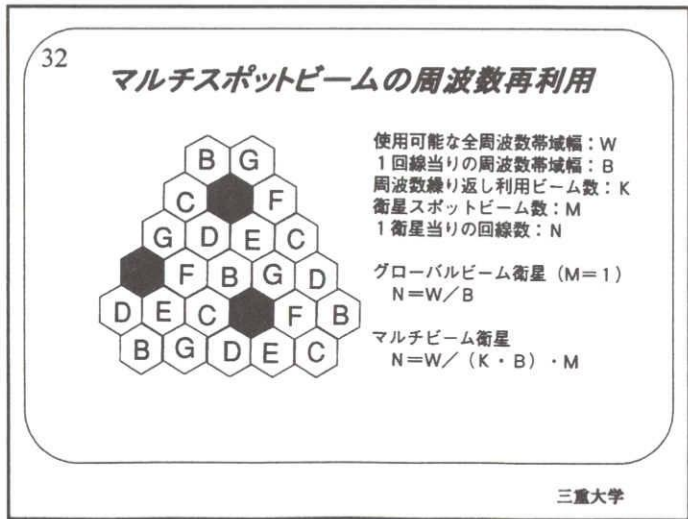 32
マルチスポットビームの周波数再利用
B G
C F
G D E C
F B G D
D E C F B
B G D E C
使用可能な全周波数帯域幅：W
1回線当りの周波数帯域幅：B
周波数繰り返し利用ビーム数：K
衛星スポットビーム数：M
1衛星当りの回線数：N
グローバルビーム衛星（M＝1）
N＝W／B
マルチビーム衛星
N＝W／（K・B）・M
三重大学